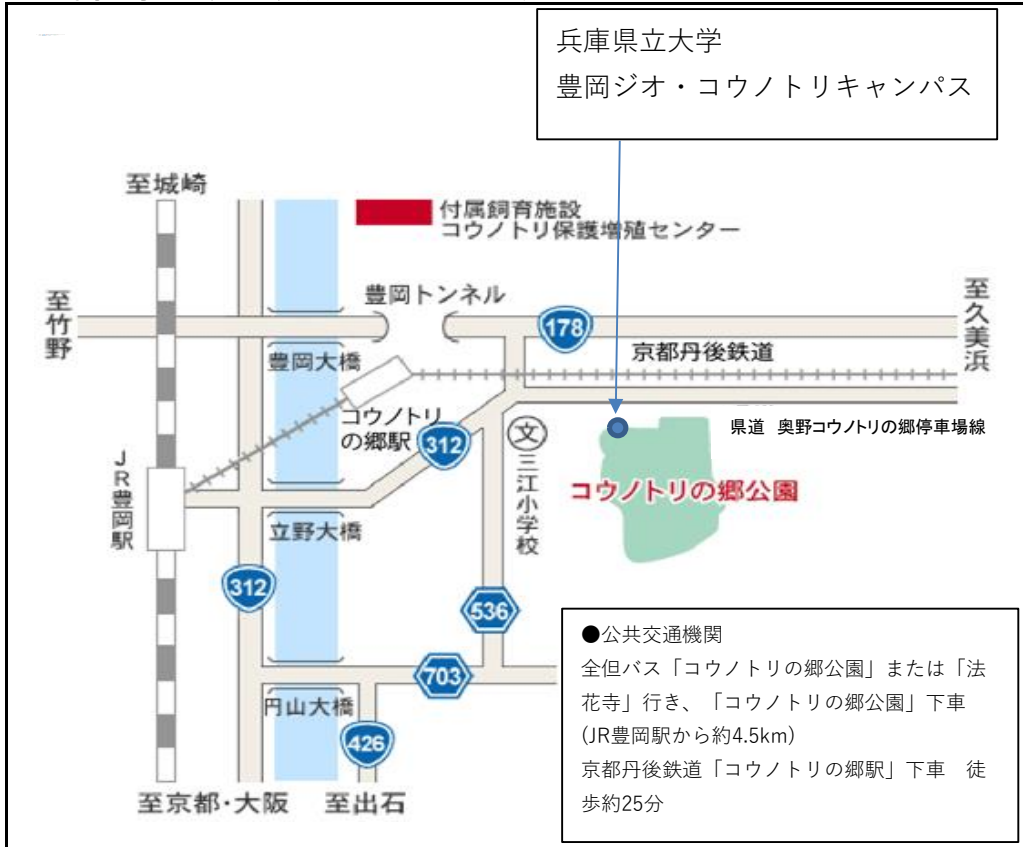 兵庫県立大学
豊岡ジオ・コウノトリキャンパス
至城崎
付属飼育施設
コウノトリ保護増殖センター
至竹野
豊岡トンネル
178
至久美浜
豊岡大橋
京都丹後鉄道
コウノトリ
の郷駅
312
県道 奥野コウノトリの郷停車場線
文
三江小学校
コウノトリの郷公園
JR豊岡駅
立野大橋
312
536
703
円山大橋
426
至京都・大阪
至出石
●公共交通機関
全但バス「コウノトリの郷公園」または「法
花寺」行き、「コウノトリの郷公園」下車
(JR豊岡駅から約4.5km)
京都丹後鉄道「コウノトリの郷駅」下車　徒
歩約25分